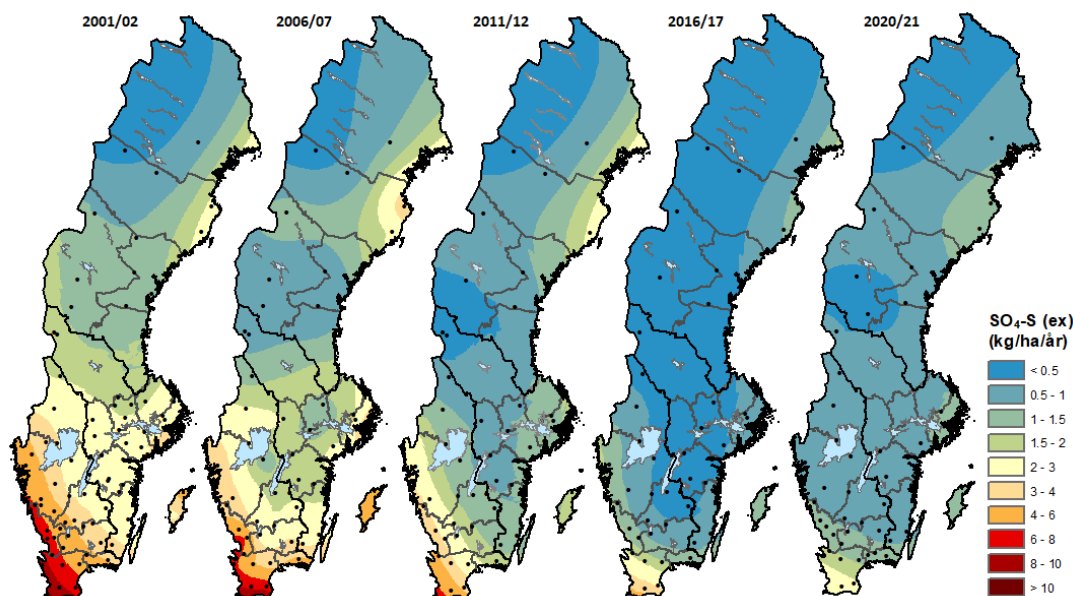 2001/02
2006/07
2011/12
2016/17
2020/21
SO₄-S (ex)
(kg/ha/år)
< 0.5
0.5 - 1
1 - 1.5
1.5 - 2
2 - 3
3 - 4
4 - 6
6 - 8
8 - 10
> 10